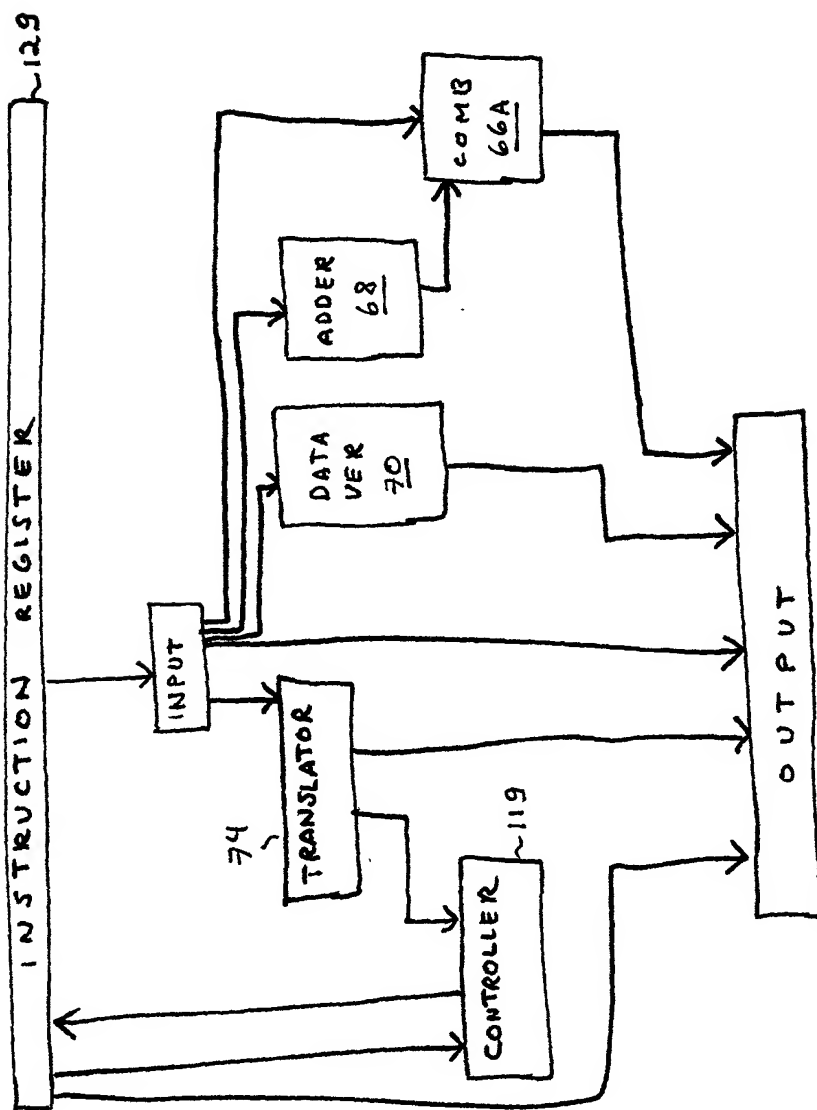 INSTRUCTION REGISTER
129
INPUT
74
TRANSLATOR
DATA
VER
70
ADDER
68
COMB
66A
CONTROLLER
119
OUTPUT